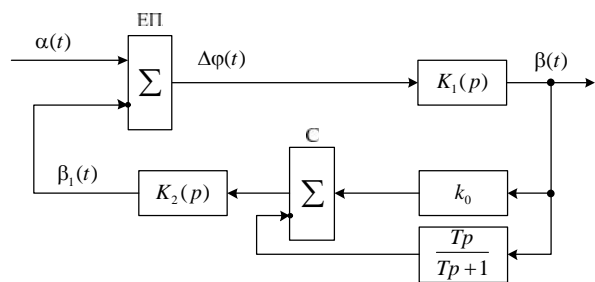 ЕП
α(t)
Σ
Δφ(t)
K₁(p)
β(t)
С
β₁(t)
K₂(p)
Σ
k₀
Tp
Tp+1